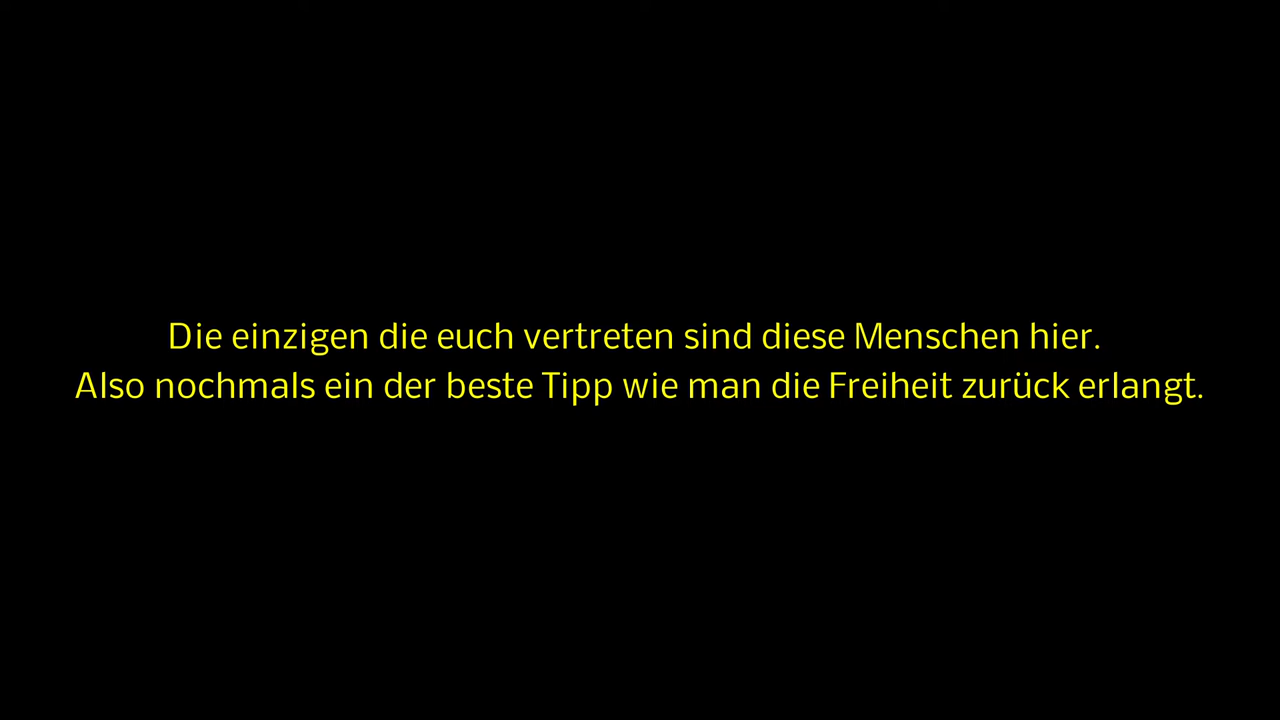 Die einzigen die euch vertreten sind diese Menschen hier.
Also nochmals ein der beste Tipp wie man die Freiheit zurück erlangt.